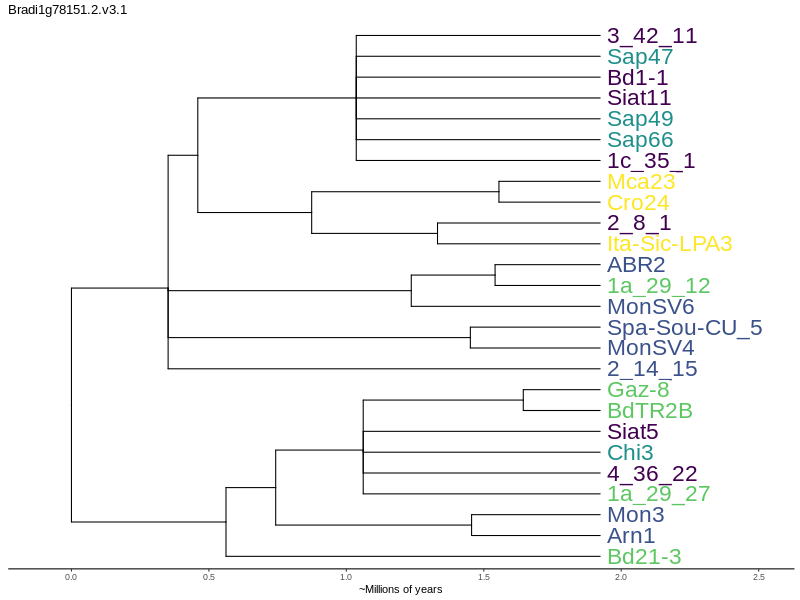 Bradi1g78151.2.v3.1
3_42_11
Sap47
Bd1-1
Siat11
Sap49
Sap66
1c_35_1
Mca23
Cro24
2_8_1
Ita-Sic-LPA3
ABR2
1a_29_12
MonSV6
Spa-Sou-CU_5
MonSV4
2_14_15
Gaz-8
BdTR2B
Siat5
Chi3
4_36_22
1a_29_27
Mon3
Arn1
Bd21-3
0.0 0.5 1.0 1.5 2.0 2.5
~Millions of years